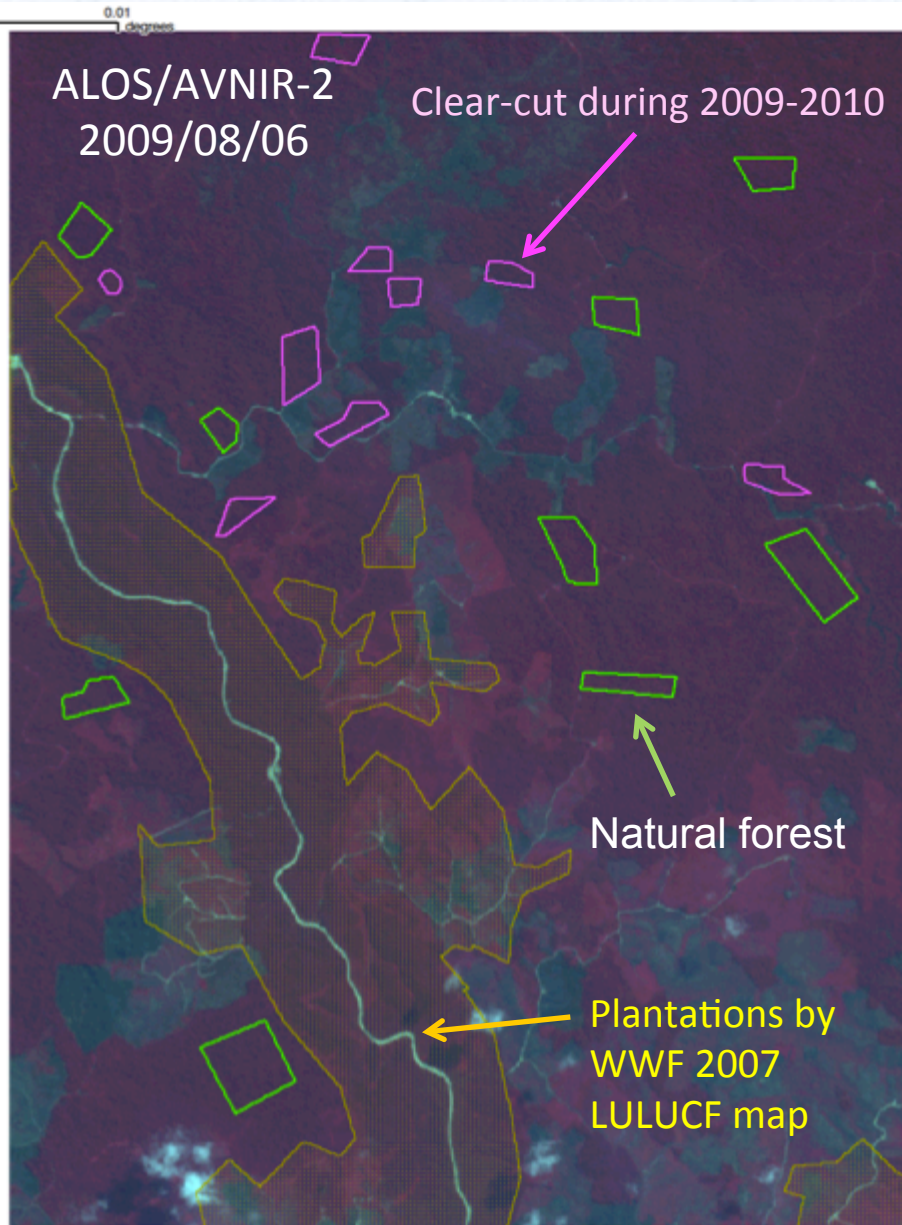 0.01
degrees
ALOS/AVNIR-2
2009/08/06
Clear-cut during 2009-2010
Natural forest
Plantations by
WWF 2007
LULUCF map